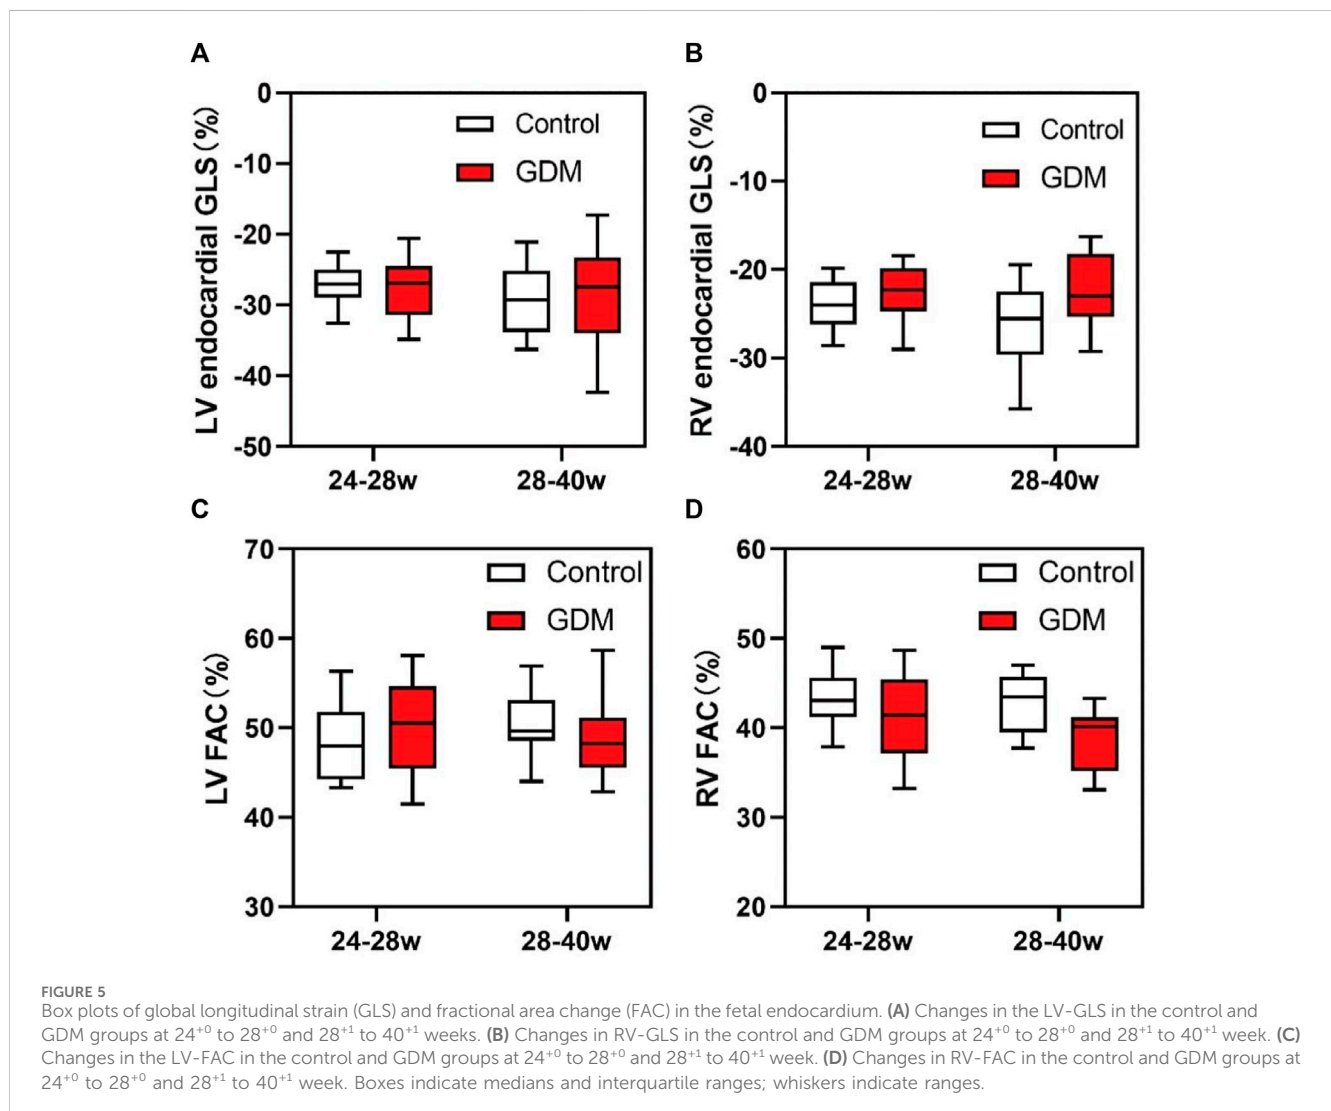 A
B
0
-10
-20
-30
-40
-50
LV endocardial GLS(%)
Control
GDM
24-28w
28-40w
0
-10
-20
-30
-40
RV endocardial GLS(%)
Control
GDM
24-28w
28-40w
C
D
70
60
50
40
30
LV FAC(%)
Control
GDM
24-28w
28-40w
60
50
40
30
20
RV FAC(%)
Control
GDM
24-28w
28-40w
FIGURE 5
Box plots of global longitudinal strain (GLS) and fractional area change (FAC) in the fetal endocardium. (A) Changes in the LV-GLS in the control and
GDM groups at 24⁺⁰ to 28⁺⁰ and 28⁺¹ to 40⁺¹ weeks. (B) Changes in RV-GLS in the control and GDM groups at 24⁺⁰ to 28⁺⁰ and 28⁺¹ to 40⁺¹ week. (C)
Changes in the LV-FAC in the control and GDM groups at 24⁺⁰ to 28⁺⁰ and 28⁺¹ to 40⁺¹ week. (D) Changes in RV-FAC in the control and GDM groups at
24⁺⁰ to 28⁺⁰ and 28⁺¹ to 40⁺¹ week. Boxes indicate medians and interquartile ranges; whiskers indicate ranges.